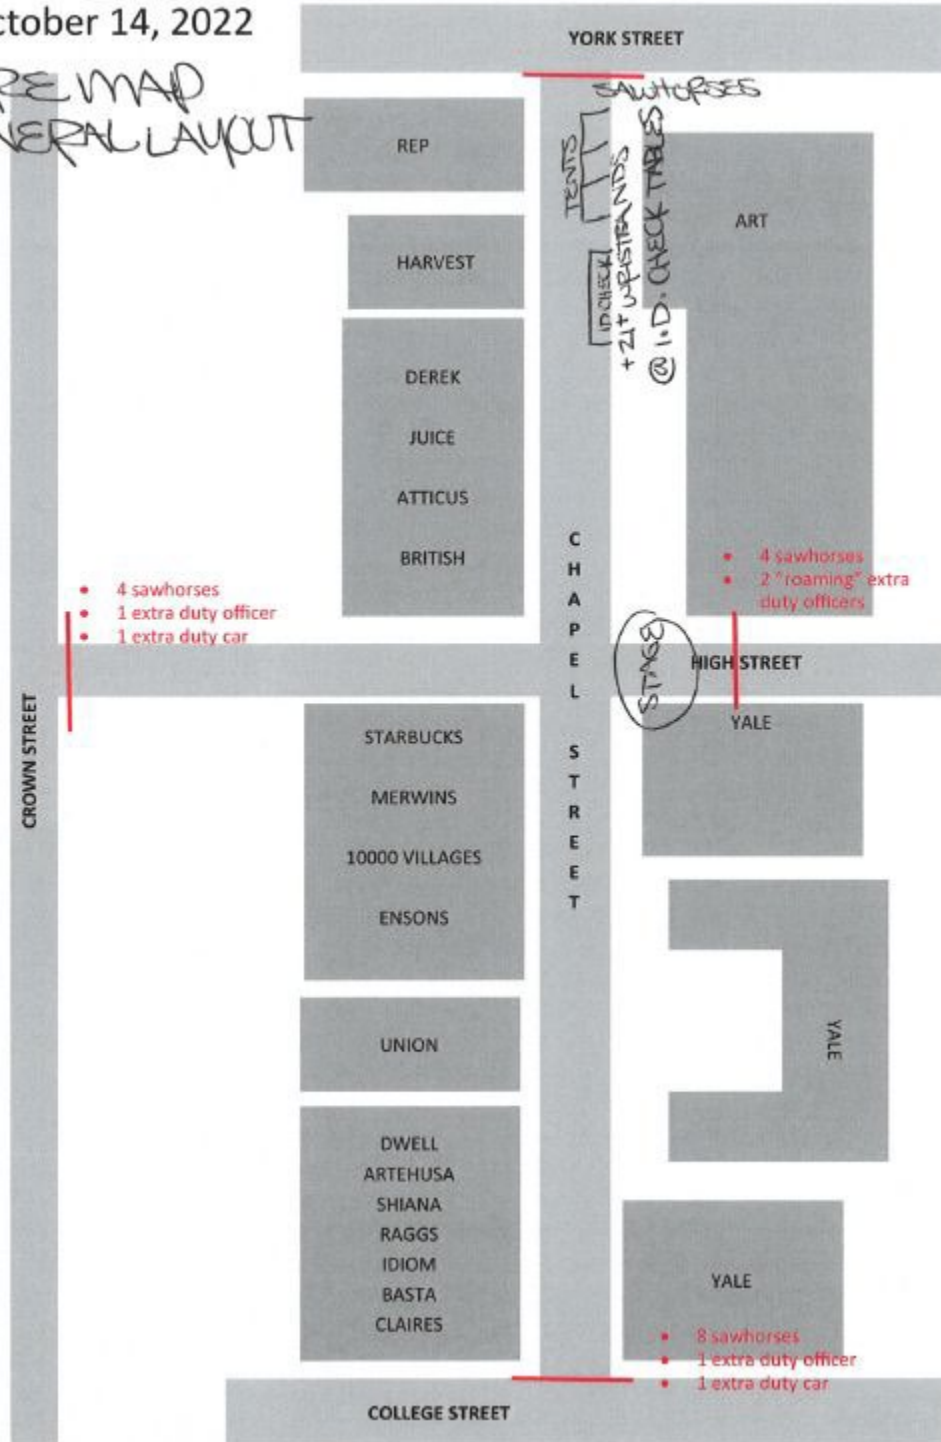 ctober 14, 2022
RE MAP
NERAL LAYOUT
YORK STREET
SAWHORSES
REP
TENTS
ID CHECK
+ 21+ WRISTBANDS
@ I.D. CHECK TABLES
ART
HARVEST
DEREK
JUICE
ATTICUS
BRITISH
CHAPEL STREET
• 4 sawhorses
• 2 "roaming" extra
duty officers
• 4 sawhorses
• 1 extra duty officer
• 1 extra duty car
STAGE
HIGH STREET
CROWN STREET
STARBUCKS
MERWINS
10000 VILLAGES
ENSONS
YALE
UNION
YALE
DWELL
ARTEHUSA
SHIANA
RAGGS
IDIOM
BASTA
CLAIRES
YALE
• 8 sawhorses
• 1 extra duty officer
• 1 extra duty car
COLLEGE STREET